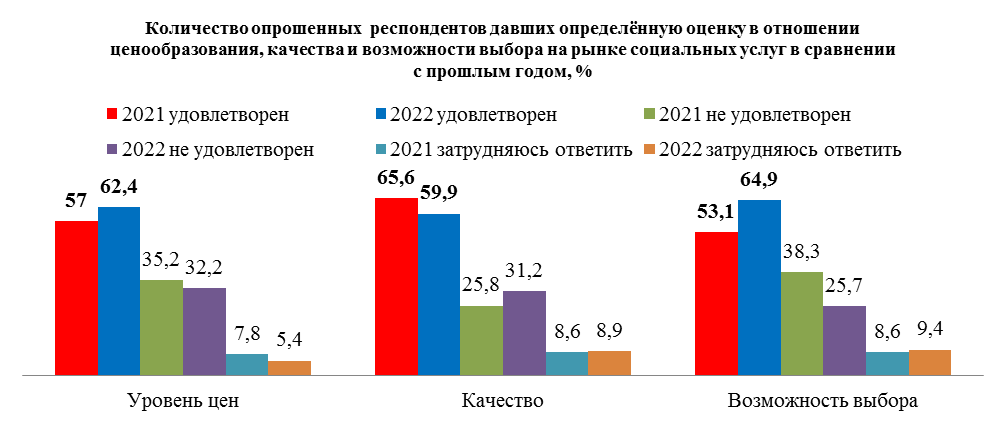 Количество опрошенных респондентов давших определённую оценку в отношении
ценообразования, качества и возможности выбора на рынке социальных услуг в сравнении
с прошлым годом, %
2021 удовлетворен
2022 удовлетворен
2021 не удовлетворен
2022 не удовлетворен
2021 затрудняюсь ответить
2022 затрудняюсь ответить
57
62,4
35,2
32,2
7,8
5,4
65,6
59,9
25,8
31,2
8,6
8,9
53,1
64,9
38,3
25,7
8,6
9,4
Уровень цен
Качество
Возможность выбора